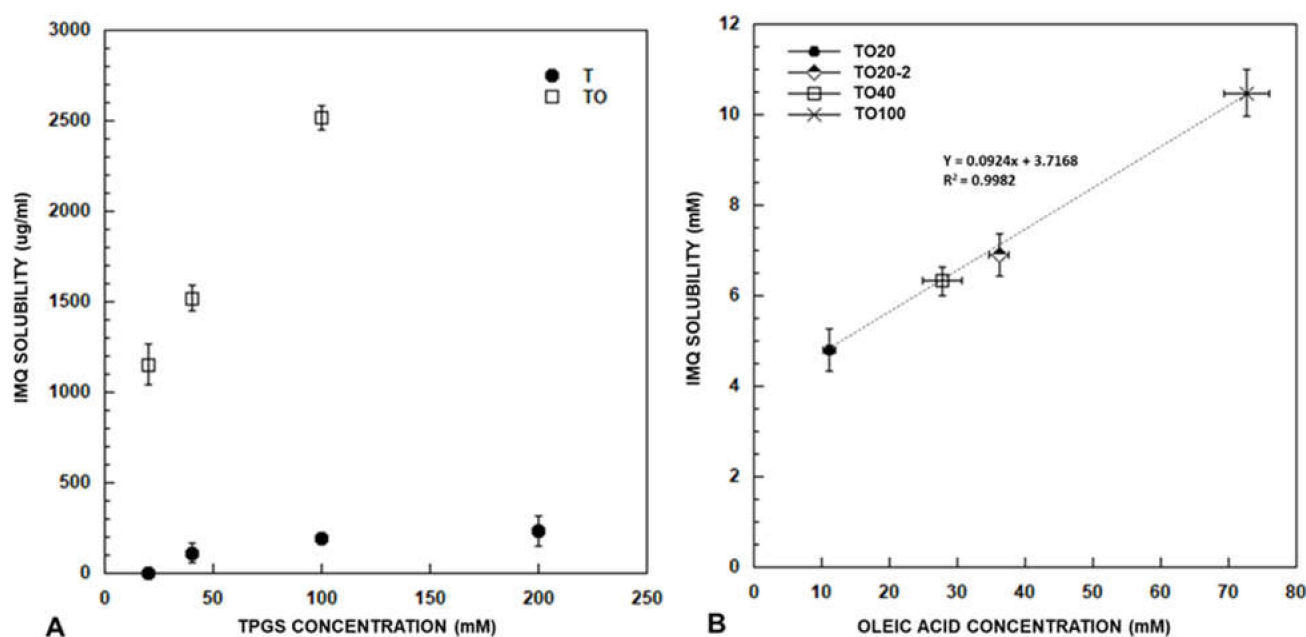 3000
2500
2000
1500
1000
500
0
IMQ SOLUBILITY (ug/ml)
T
TO
0 50 100 150 200 250
TPGS CONCENTRATION (mM)
A
12
10
8
6
4
2
0
IMQ SOLUBILITY (mM)
TO20
TO20-2
TO40
TO100
Y = 0.0924x + 3.7168
R² = 0.9982
0 10 20 30 40 50 60 70 80
OLEIC ACID CONCENTRATION (mM)
B